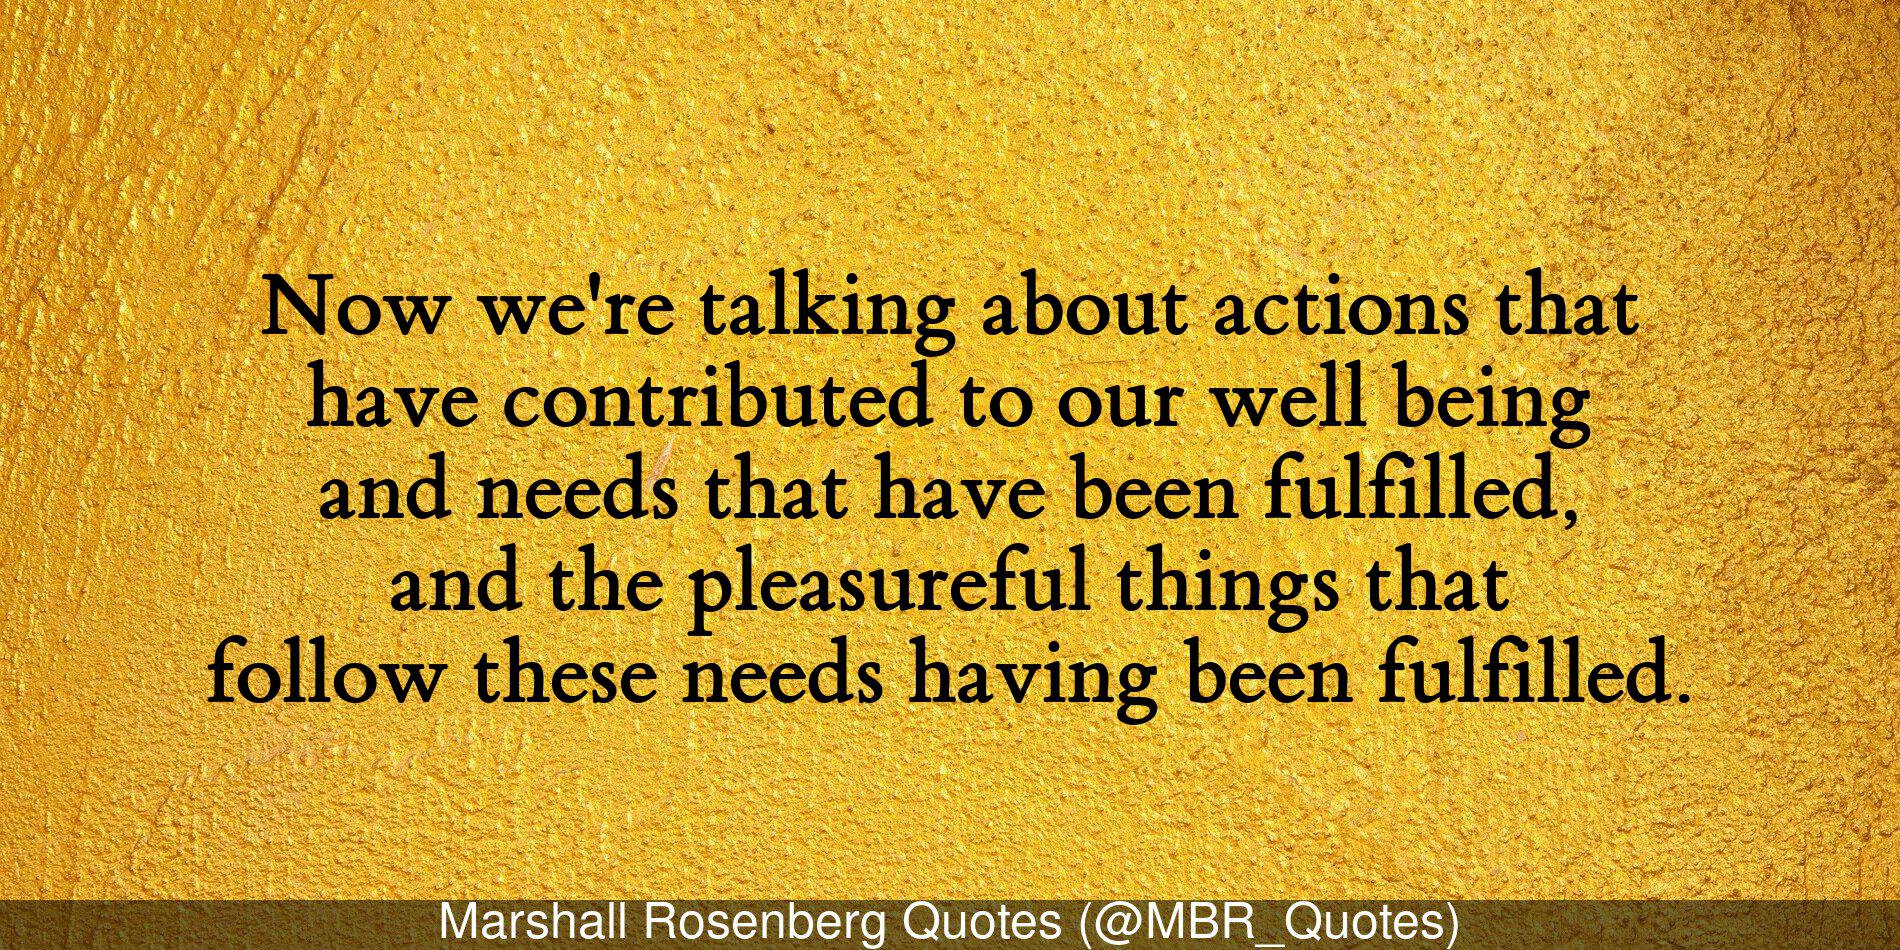 Now we're talking about actions that
have contributed to our well being
and needs that have been fulfilled,
and the pleasureful things that
follow these needs having been fulfilled.
Marshall Rosenberg Quotes (@MBR_Quotes)